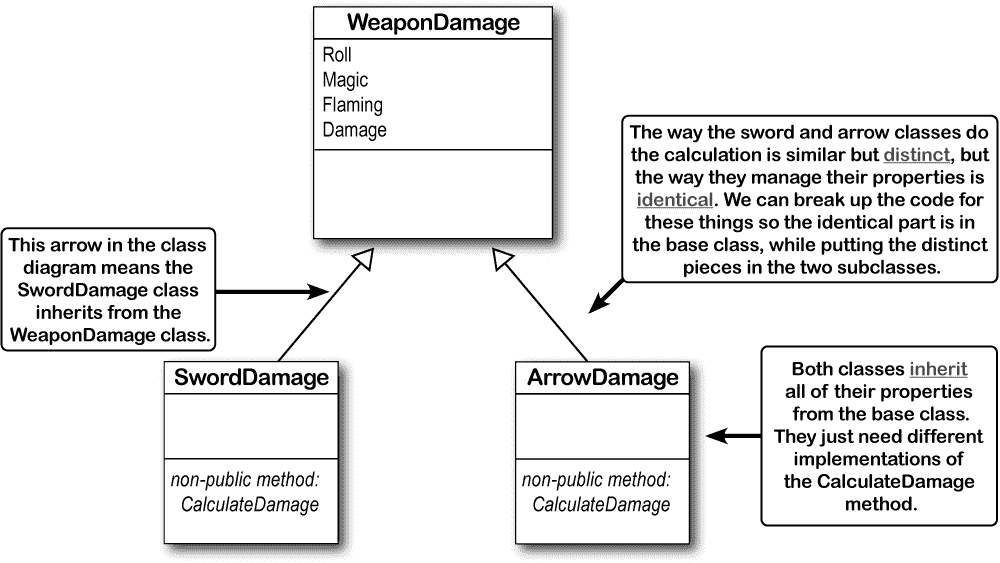 WeaponDamage
Roll
Magic
Flaming
Damage
The way the sword and arrow classes do
the calculation is similar but distinct, but
the way they manage their properties is
identical. We can break up the code for
these things so the identical part is in
the base class, while putting the distinct
pieces in the two subclasses.
This arrow in the class
diagram means the
SwordDamage class
inherits from the
WeaponDamage class.
SwordDamage
non-public method:
CalculateDamage
ArrowDamage
non-public method:
CalculateDamage
Both classes inherit
all of their properties
from the base class.
They just need different
implementations of
the CalculateDamage
method.